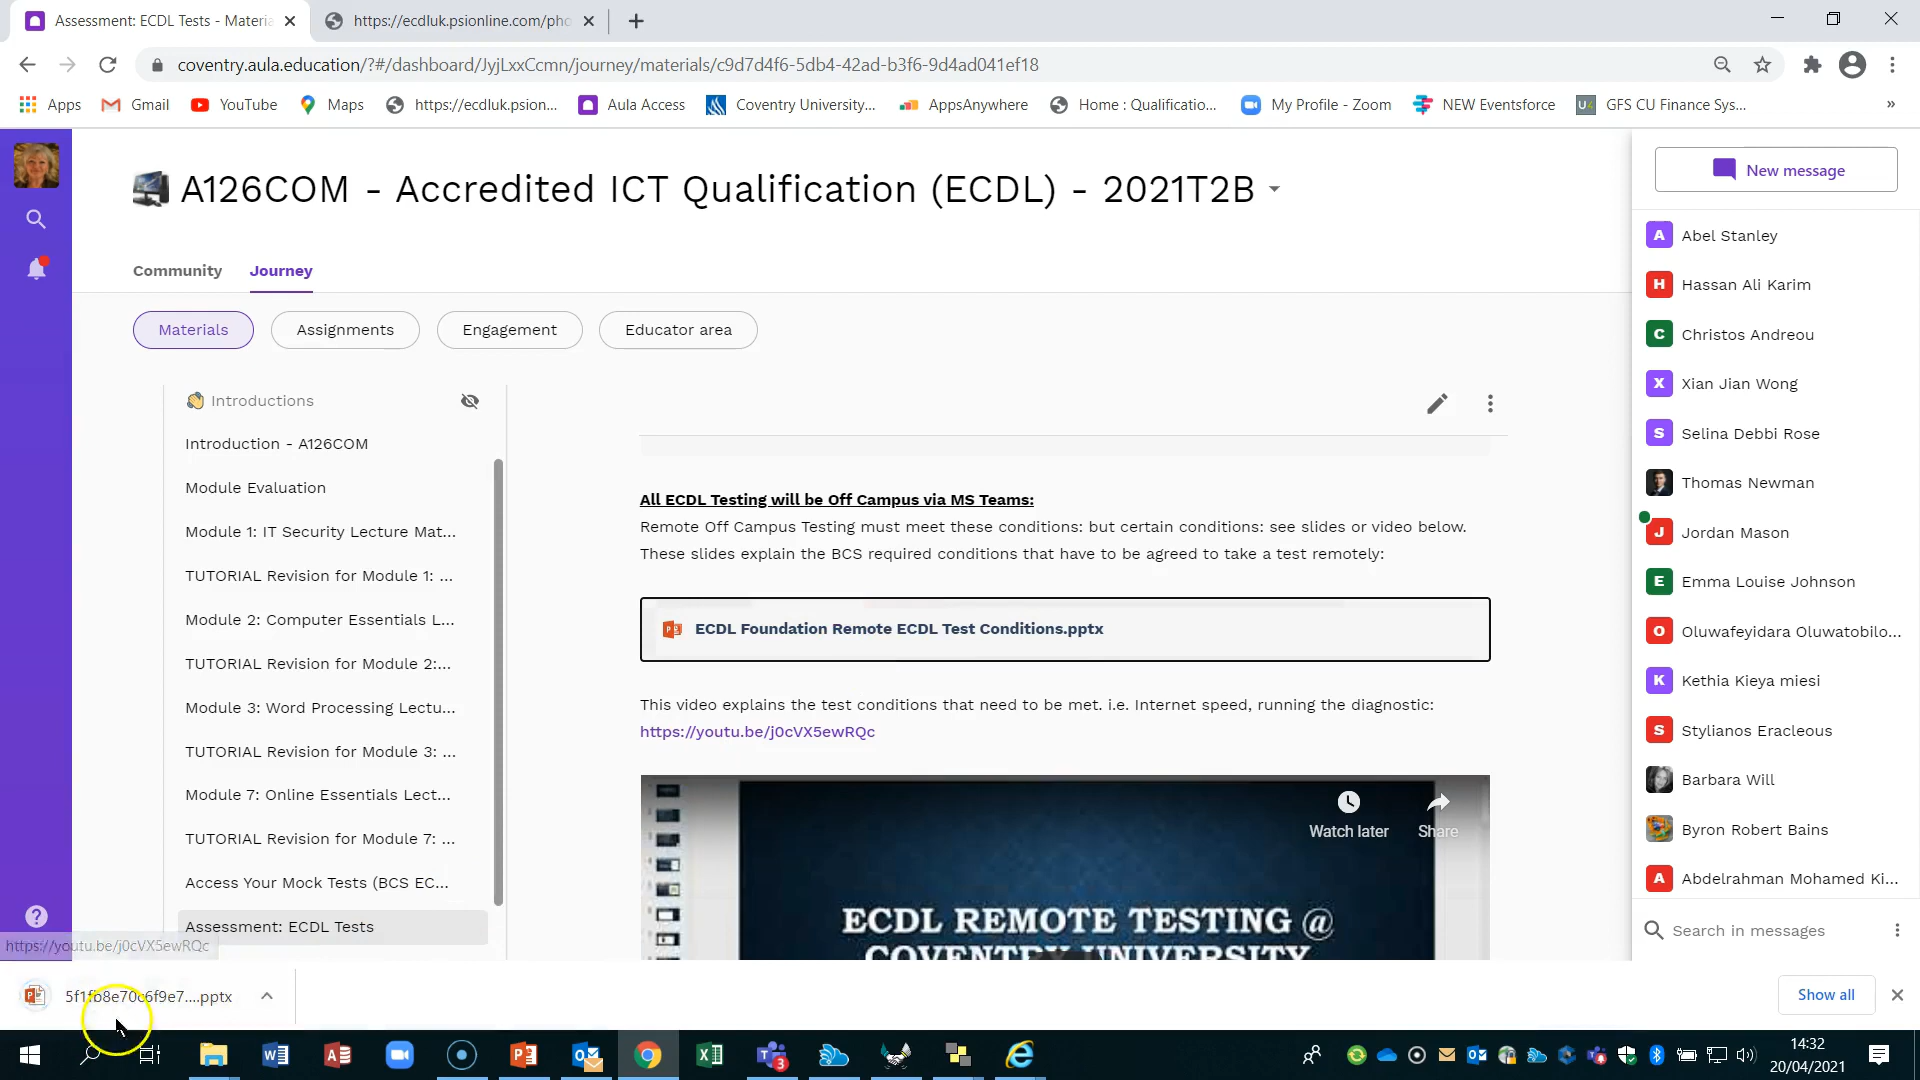 Assessment: ECDL Tests - Materia
https://ecdluk.psionline.com/pho
coventry.aula.education/?#/dashboard/JyjLxxCcmn/journey/materials/c9d7d4f6-5db4-42ad-b3f6-9d4ad041ef18
Apps
Gmail
YouTube
Maps
https://ecdluk.psion...
Aula Access
Coventry University...
AppsAnywhere
Home : Qualificatio...
My Profile - Zoom
NEW Eventsforce
GFS CU Finance Sys...
»
A126COM - Accredited ICT Qualification (ECDL) - 2021T2B
Community
Journey
Materials
Assignments
Engagement
Educator area
Introductions
Introduction - A126COM
Module Evaluation
Module 1: IT Security Lecture Mat...
TUTORIAL Revision for Module 1: ...
Module 2: Computer Essentials L...
TUTORIAL Revision for Module 2:...
Module 3: Word Processing Lectu...
TUTORIAL Revision for Module 3: ...
Module 7: Online Essentials Lect...
TUTORIAL Revision for Module 7: ...
Access Your Mock Tests (BCS EC...
Assessment: ECDL Tests
All ECDL Testing will be Off Campus via MS Teams:
Remote Off Campus Testing must meet these conditions: but certain conditions: see slides or video below.
These slides explain the BCS required conditions that have to be agreed to take a test remotely:
ECDL Foundation Remote ECDL Test Conditions.pptx
This video explains the test conditions that need to be met. i.e. Internet speed, running the diagnostic:
https://youtu.be/j0cVX5ewRQc
Watch later
Share
ECDL REMOTE TESTING @
COVENTRY UNIVERSITY
New message
A Abel Stanley
H Hassan Ali Karim
C Christos Andreou
X Xian Jian Wong
S Selina Debbi Rose
Thomas Newman
J Jordan Mason
E Emma Louise Johnson
O Oluwafeyidara Oluwatobilo...
K Kethia Kieya miesi
S Stylianos Eracleous
Barbara Will
Byron Robert Bains
A Abdelrahman Mohamed Ki...
Search in messages
https://youtu.be/j0cVX5ewRQc
5f1fb8e70c6f9e7....pptx
Show all
3
14:32
20/04/2021